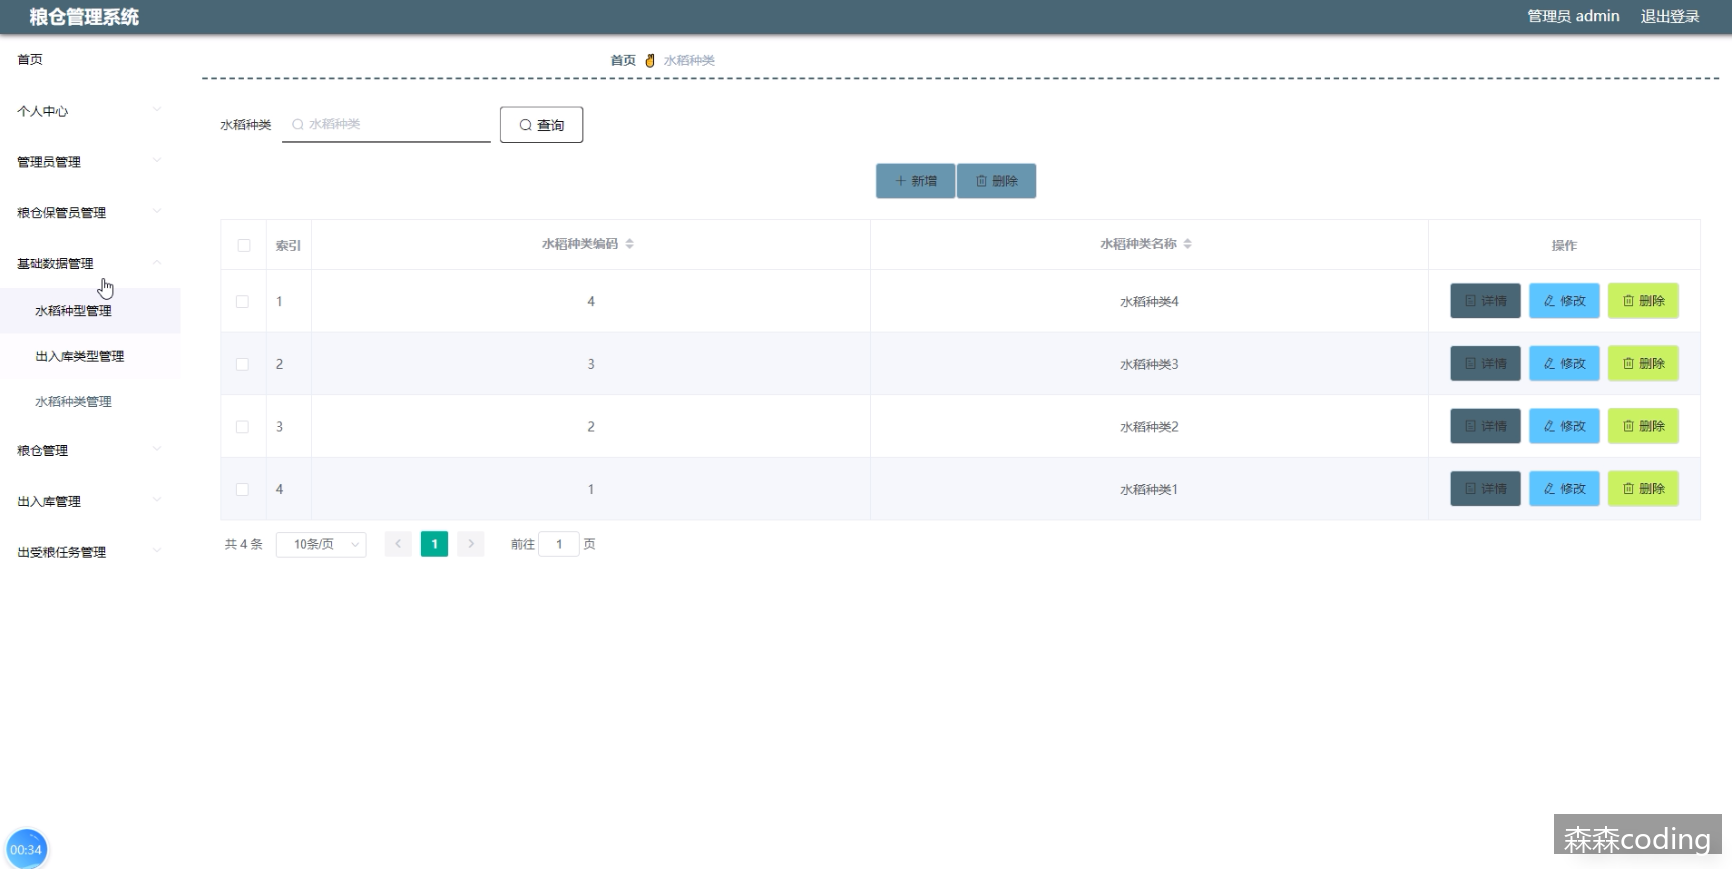 粮仓管理系统
管理员 admin 退出登录
首页
个人中心
管理员管理
粮仓保管员管理
基础数据管理
水稻种型管理
出入库类型管理
水稻种类管理
粮仓管理
出入库管理
出受粮任务管理
首页 水稻种类
水稻种类 水稻种类 查询
新增 删除
索引 水稻种类编码 水稻种类名称 操作
1 4 水稻种类4 详情 修改 删除
2 3 水稻种类3 详情 修改 删除
3 2 水稻种类2 详情 修改 删除
4 1 水稻种类1 详情 修改 删除
共 4 条 10条/页 1 前往 1 页
00:34
森森coding